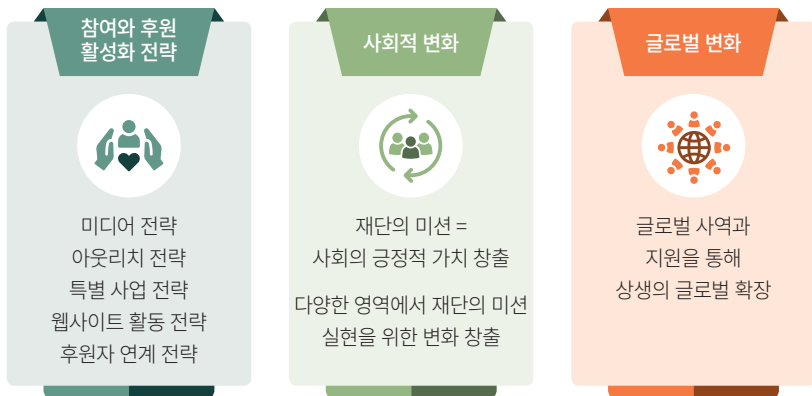 참여와 후원
활성화 전략
미디어 전략
아웃리치 전략
특별 사업 전략
웹사이트 활동 전략
후원자 연계 전략
사회적 변화
재단의 미션 =
사회의 긍정적 가치 창출
다양한 영역에서 재단의 미션
실현을 위한 변화 창출
글로벌 변화
글로벌 사역과
지원을 통해
상생의 글로벌 확장